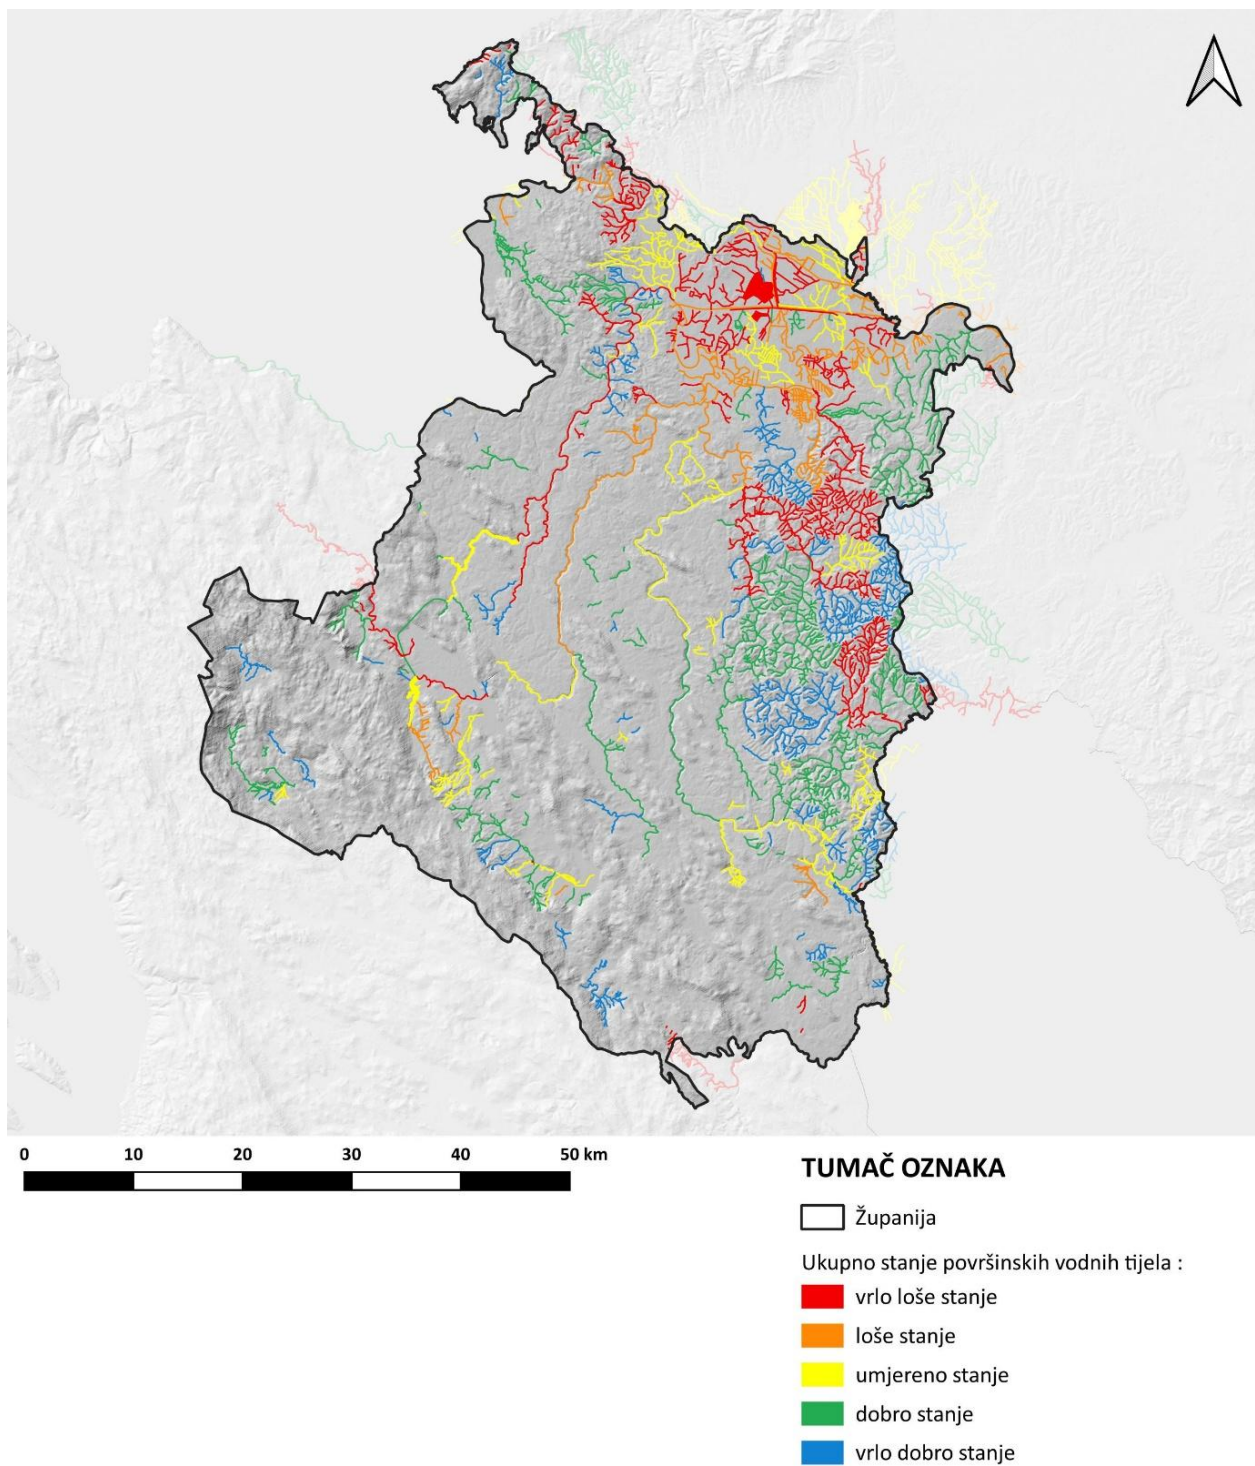 0 10 20 30 40 50 km
TUMAČ OZNAKA
Županija
Ukupno stanje površinskih vodnih tijela :
vrlo loše stanje
loše stanje
umjereno stanje
dobro stanje
vrlo dobro stanje